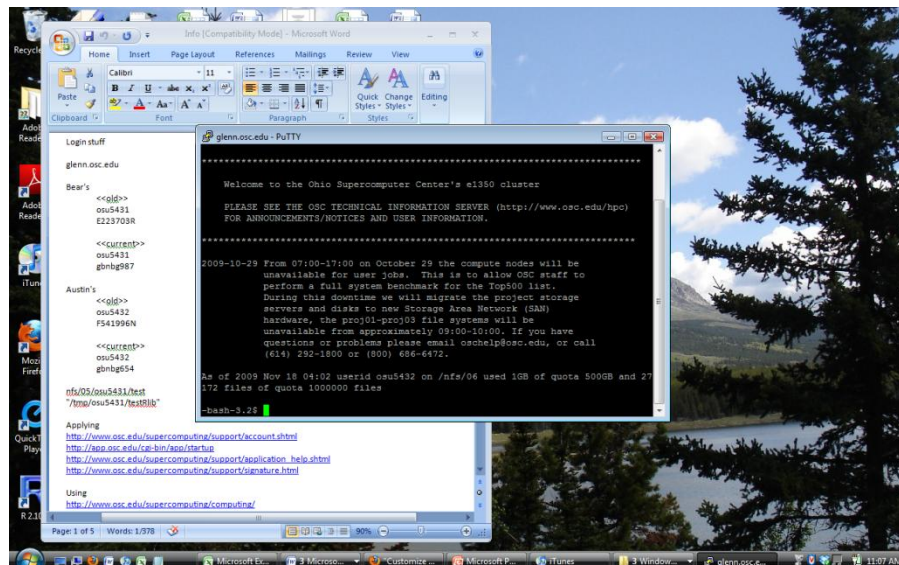 Info [Compatibility Mode] - Microsoft Word
Home Insert Page Layout References Mailings Review View
Calibri 11
Paste
Quick Styles
Change Styles
Editing
Clipboard Font Paragraph Styles
Recycle
Adob
Reade
Adob
Reade
iTun
Mozi
Firef
QuickT
Play
R 2.10
Login stuff
glenn.osc.edu
Bear's
<<old>>
osu5431
E223703R
<<current>>
osu5431
gbnbg987
Austin's
<<old>>
osu5432
F541996N
<<current>>
osu5432
gbnbg654
nfs/05/osu5431/test
"/tmp/osu5431/testRlib"
Applying
http://www.osc.edu/supercomputing/support/account.shtml
http://app.osc.edu/cgi-bin/app/startup
http://www.osc.edu/supercomputing/support/application_help.shtml
http://www.osc.edu/supercomputing/support/signature.html
Using
http://www.osc.edu/supercomputing/computing/
Page: 1 of 5 Words: 1/378 90%
glenn.osc.edu - PuTTY
*******************************************************************************
Welcome to the Ohio Supercomputer Center's e1350 cluster
PLEASE SEE THE OSC TECHNICAL INFORMATION SERVER (http://www.osc.edu/hpc)
FOR ANNOUNCEMENTS/NOTICES AND USER INFORMATION.
******************************************************************************
2009-10-29 From 07:00-17:00 on October 29 the compute nodes will be
unavailable for user jobs. This is to allow OSC staff to
perform a full system benchmark for the Top500 list.
During this downtime we will migrate the project storage
servers and disks to new Storage Area Network (SAN)
hardware, the proj01-proj03 file systems will be
unavailable from approximately 09:00-10:00. If you have
questions or problems please email oschelp@osc.edu, or call
(614) 292-1800 or (800) 686-6472.
As of 2009 Nov 18 04:02 userid osu5432 on /nfs/06 used 1GB of quota 500GB and 27
172 files of quota 1000000 files
-bash-3.2$
Microsoft Ex... 3 Microso... "Customize ... Microsoft P... iTunes 3 Window... glenn.osc.e... 11:07 AM